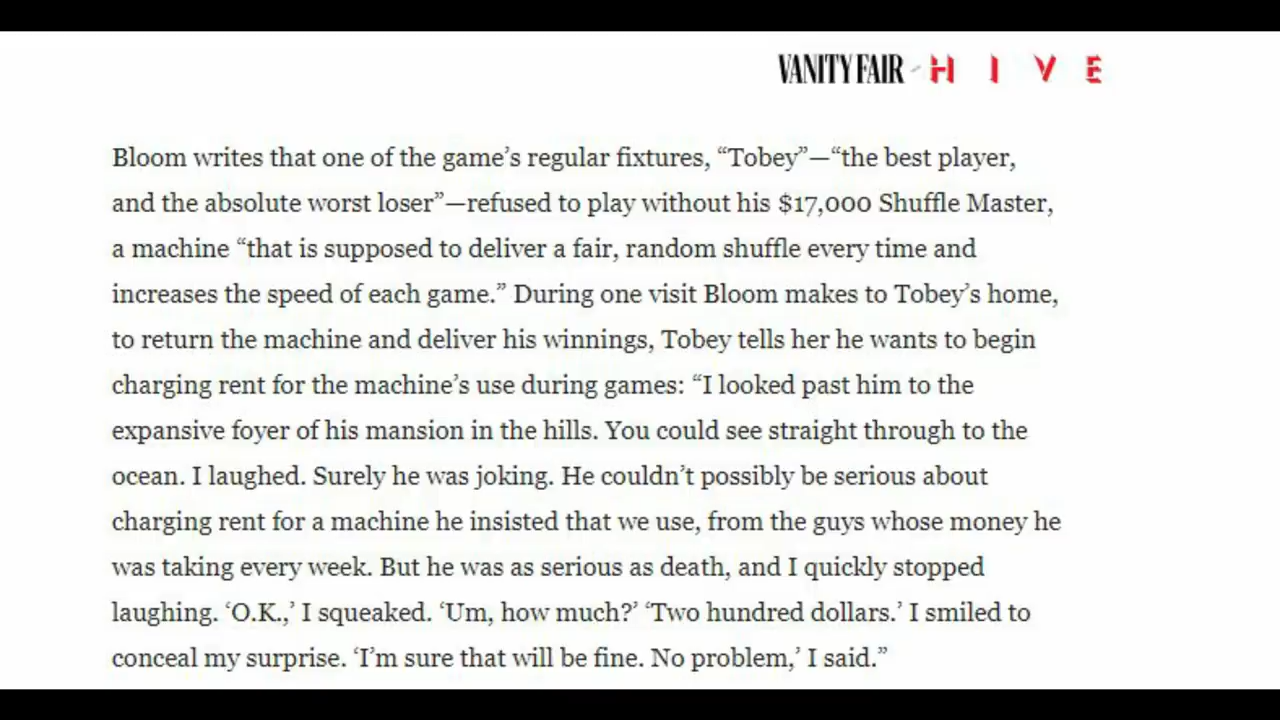 VANITY FAIR HIVE
Bloom writes that one of the game’s regular fixtures, “Tobey”—“the best player,
and the absolute worst loser”—refused to play without his $17,000 Shuffle Master,
a machine “that is supposed to deliver a fair, random shuffle every time and
increases the speed of each game.” During one visit Bloom makes to Tobey’s home,
to return the machine and deliver his winnings, Tobey tells her he wants to begin
charging rent for the machine’s use during games: “I looked past him to the
expansive foyer of his mansion in the hills. You could see straight through to the
ocean. I laughed. Surely he was joking. He couldn’t possibly be serious about
charging rent for a machine he insisted that we use, from the guys whose money he
was taking every week. But he was as serious as death, and I quickly stopped
laughing. ‘O.K.,’ I squeaked. ‘Um, how much?’ ‘Two hundred dollars.’ I smiled to
conceal my surprise. ‘I’m sure that will be fine. No problem,’ I said.”